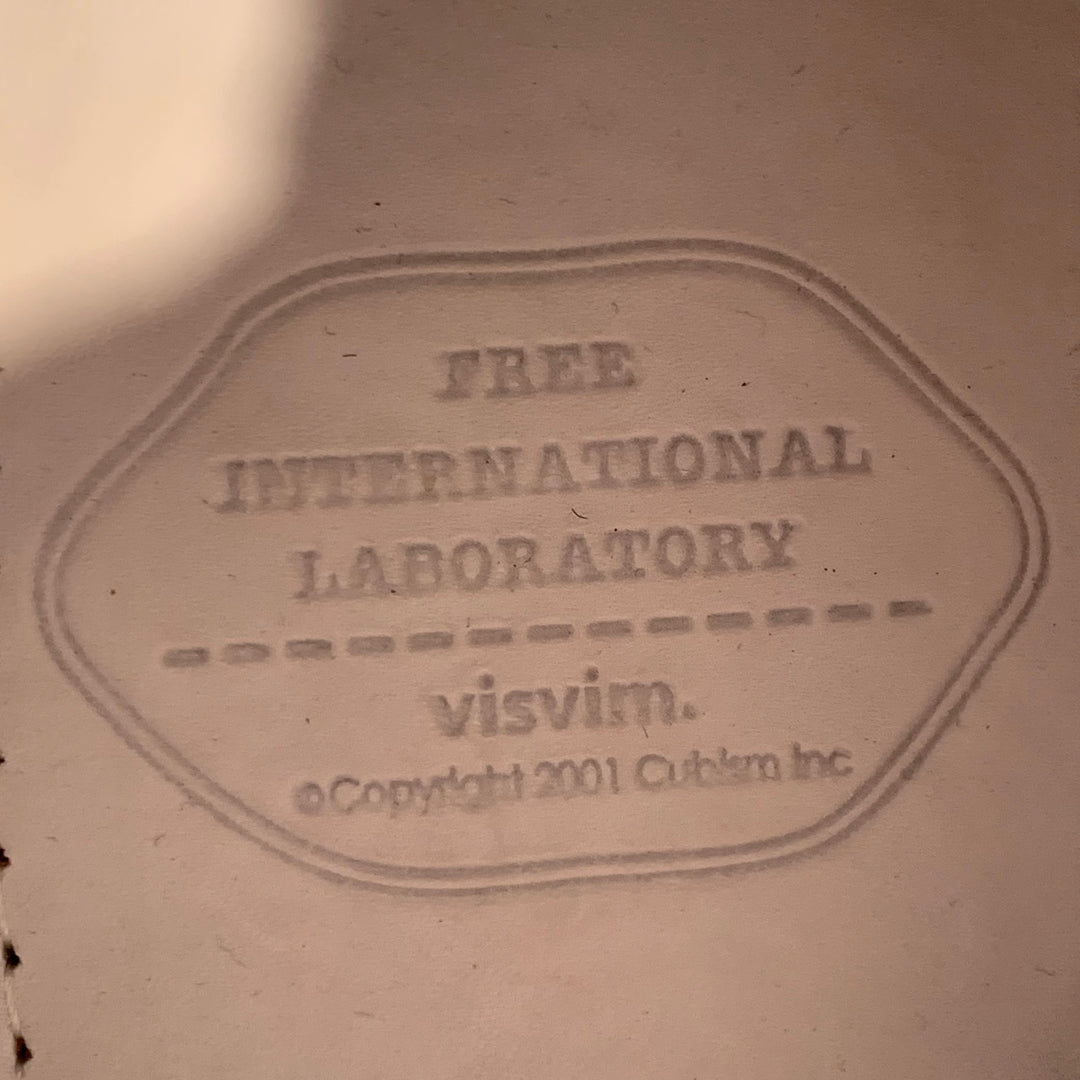 FREE
INTERNATIONAL
LABORATORY
visvim.
©Copyright 2001 Cubism Inc